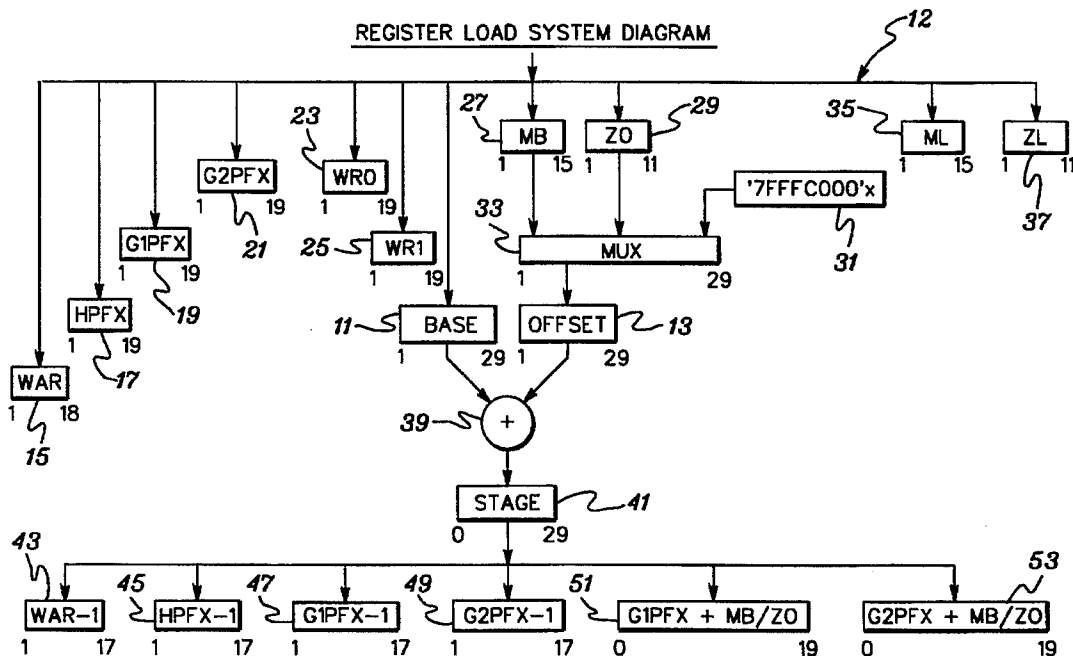 REGISTER LOAD SYSTEM DIAGRAM
12
27 MB 1 15
ZO 29 1 11
35 ML 1 15
ZL 1 11 37
23 WR0 1 19
G2PFX 1 19 21
'7FFFC000'x 31
25 WR1 1 19
33 MUX 1 29
G1PFX 1 19 19
11 BASE 1 29
OFFSET 13 1 29
HPFX 1 19 17
WAR 1 18 15
39 +
STAGE 41 0 29
43 WAR-1 1 17
45 HPFX-1 1 17
47 G1PFX-1 1 17
49 G2PFX-1 1 17
51 G1PFX + MB/ZO 0 19
53 G2PFX + MB/ZO 0 19